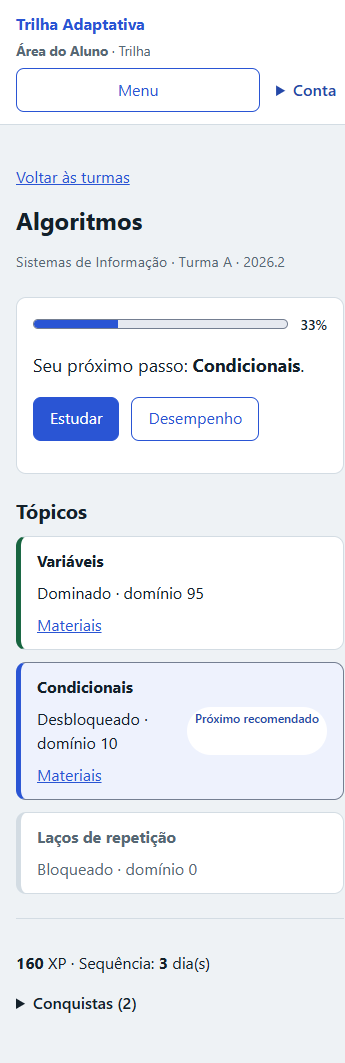 Trilha Adaptativa
Área do Aluno · Trilha
Menu
Conta
Voltar às turmas
Algoritmos
Sistemas de Informação · Turma A · 2026.2
33%
Seu próximo passo: Condicionais.
Estudar
Desempenho
Tópicos
Variáveis
Dominado · domínio 95
Materiais
Condicionais
Desbloqueado ·
domínio 10
Próximo recomendado
Materiais
Laços de repetição
Bloqueado · domínio 0
160 XP · Sequência: 3 dia(s)
Conquistas (2)